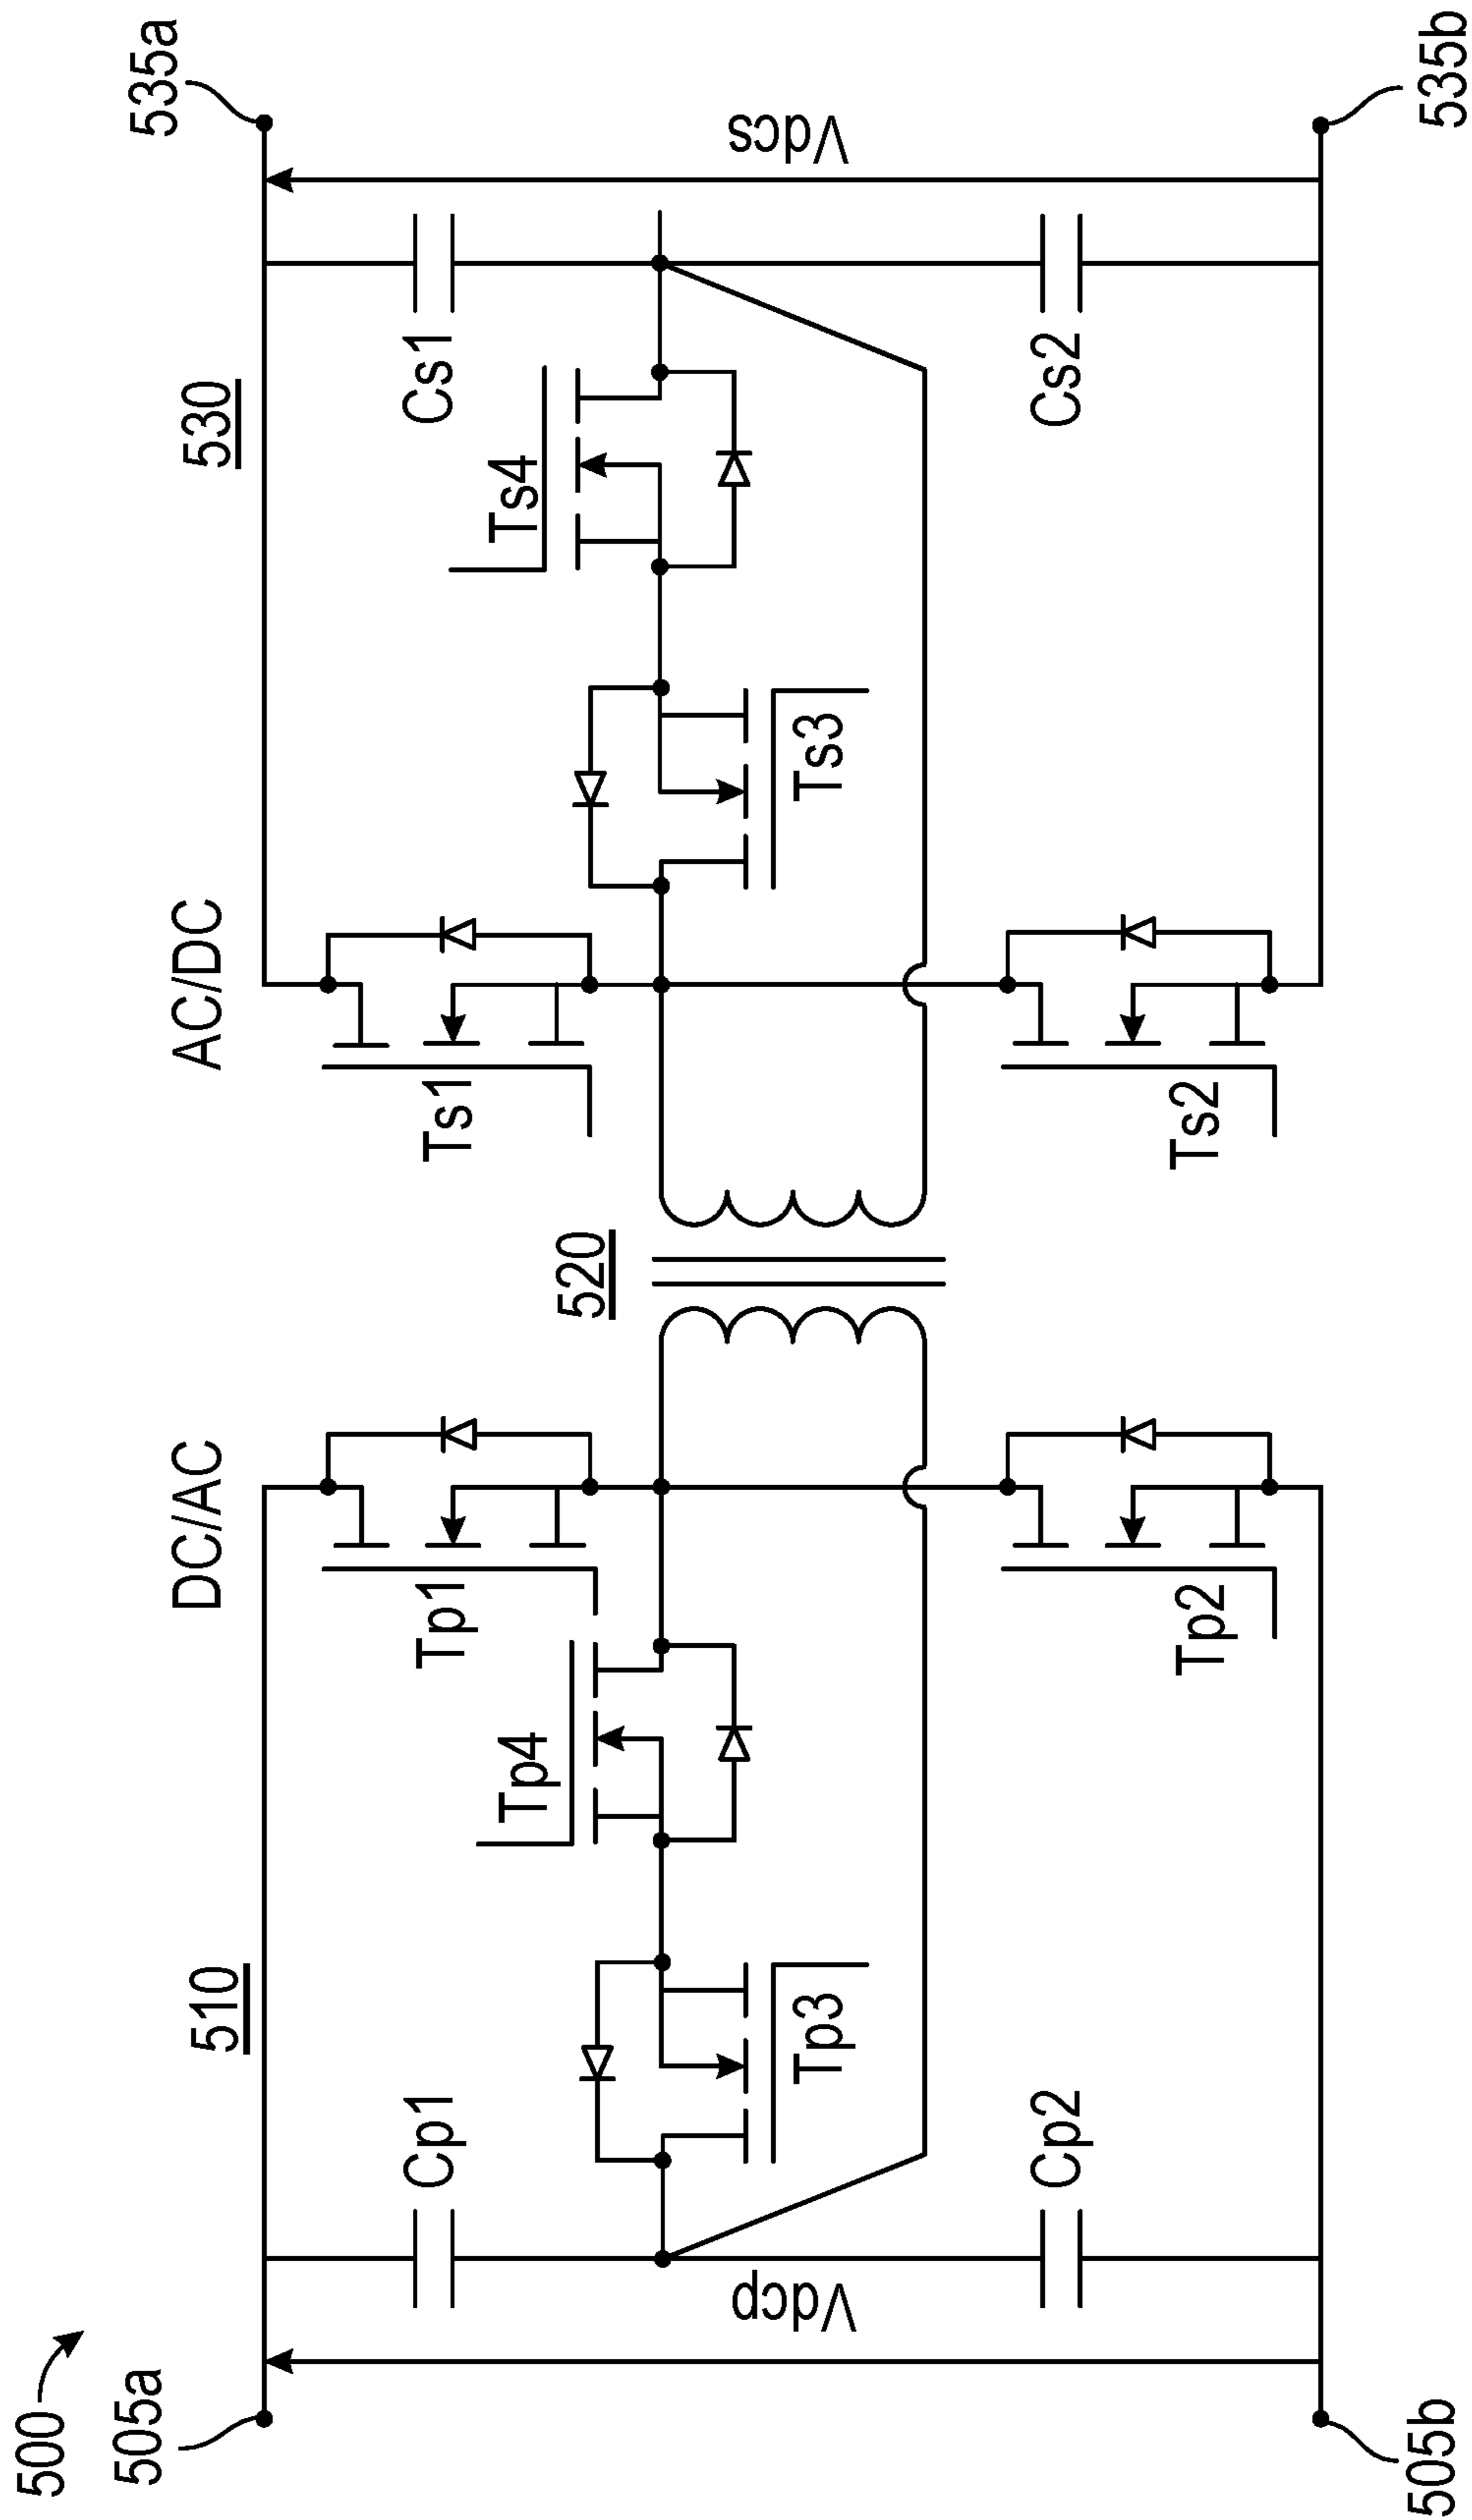 500
505a
505b
Vdcp
510
DC/AC
Cp1
Cp2
Tp3
Tp4
Tp1
Tp2
520
AC/DC
530
Ts1
Ts2
Ts3
Ts4
Cs1
Cs2
Vdcs
535a
535b